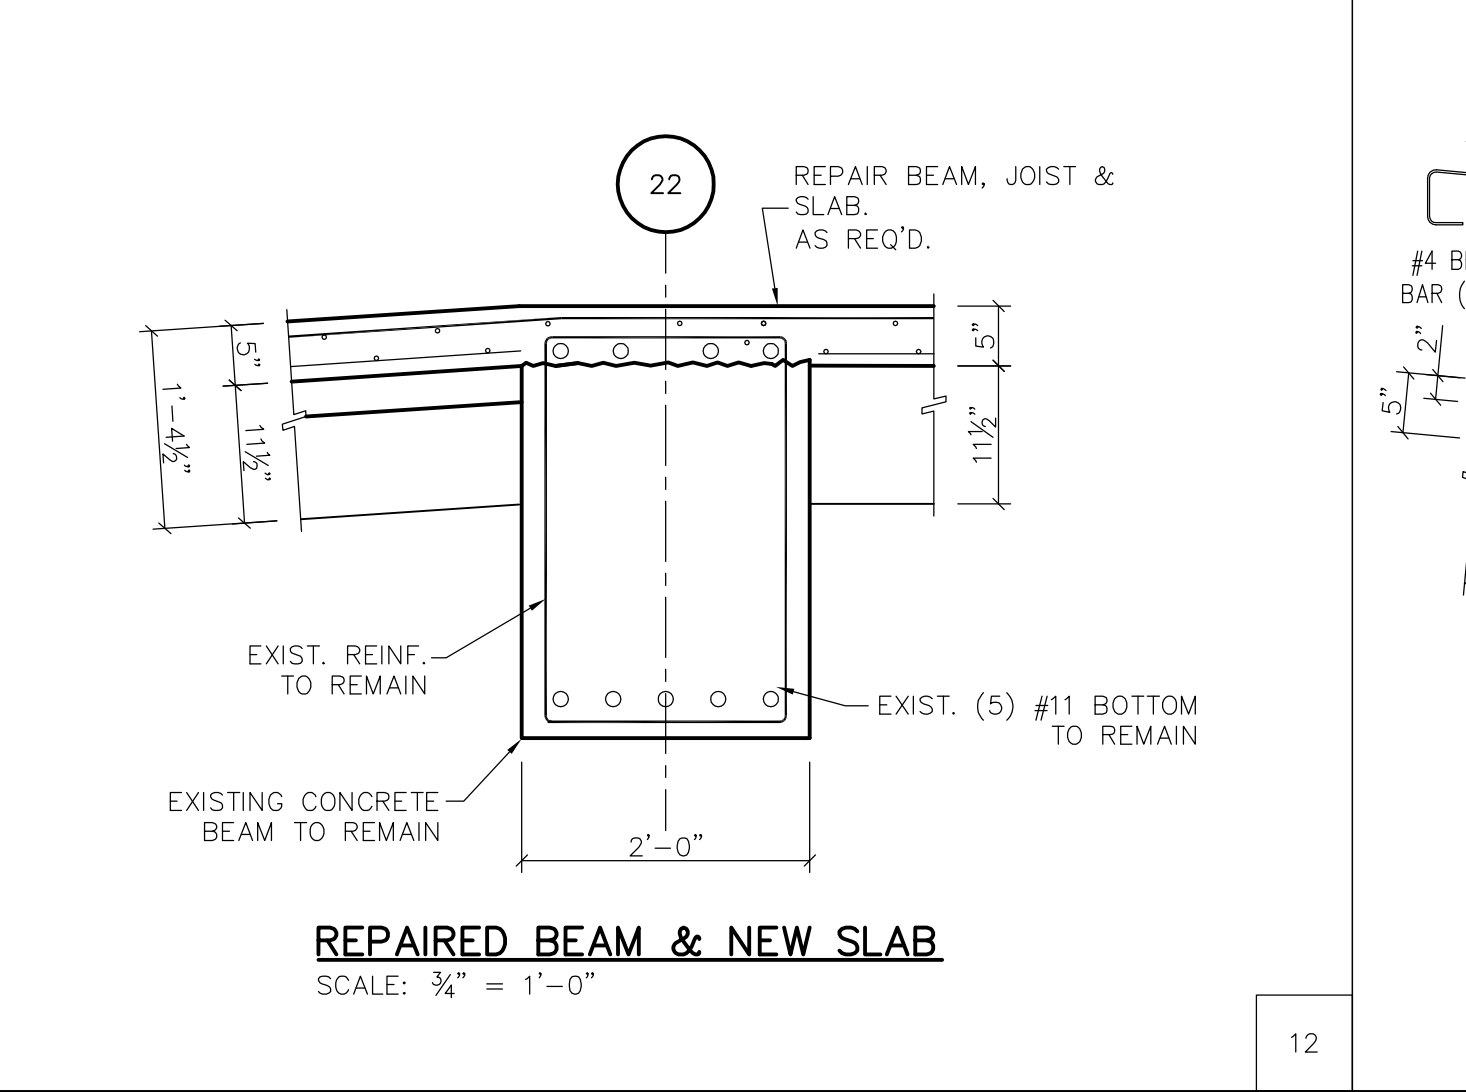 22
REPAIR BEAM, JOIST &
SLAB.
AS REQ'D.
5"
11½"
1'-4½"
5"
11½"
EXIST. REINF.
TO REMAIN
EXIST. (5) #11 BOTTOM
TO REMAIN
EXISTING CONCRETE
BEAM TO REMAIN
2'-0"
REPAIRED BEAM & NEW SLAB
SCALE: ¾" = 1'-0"
12
#4
BAR (
2"
5"